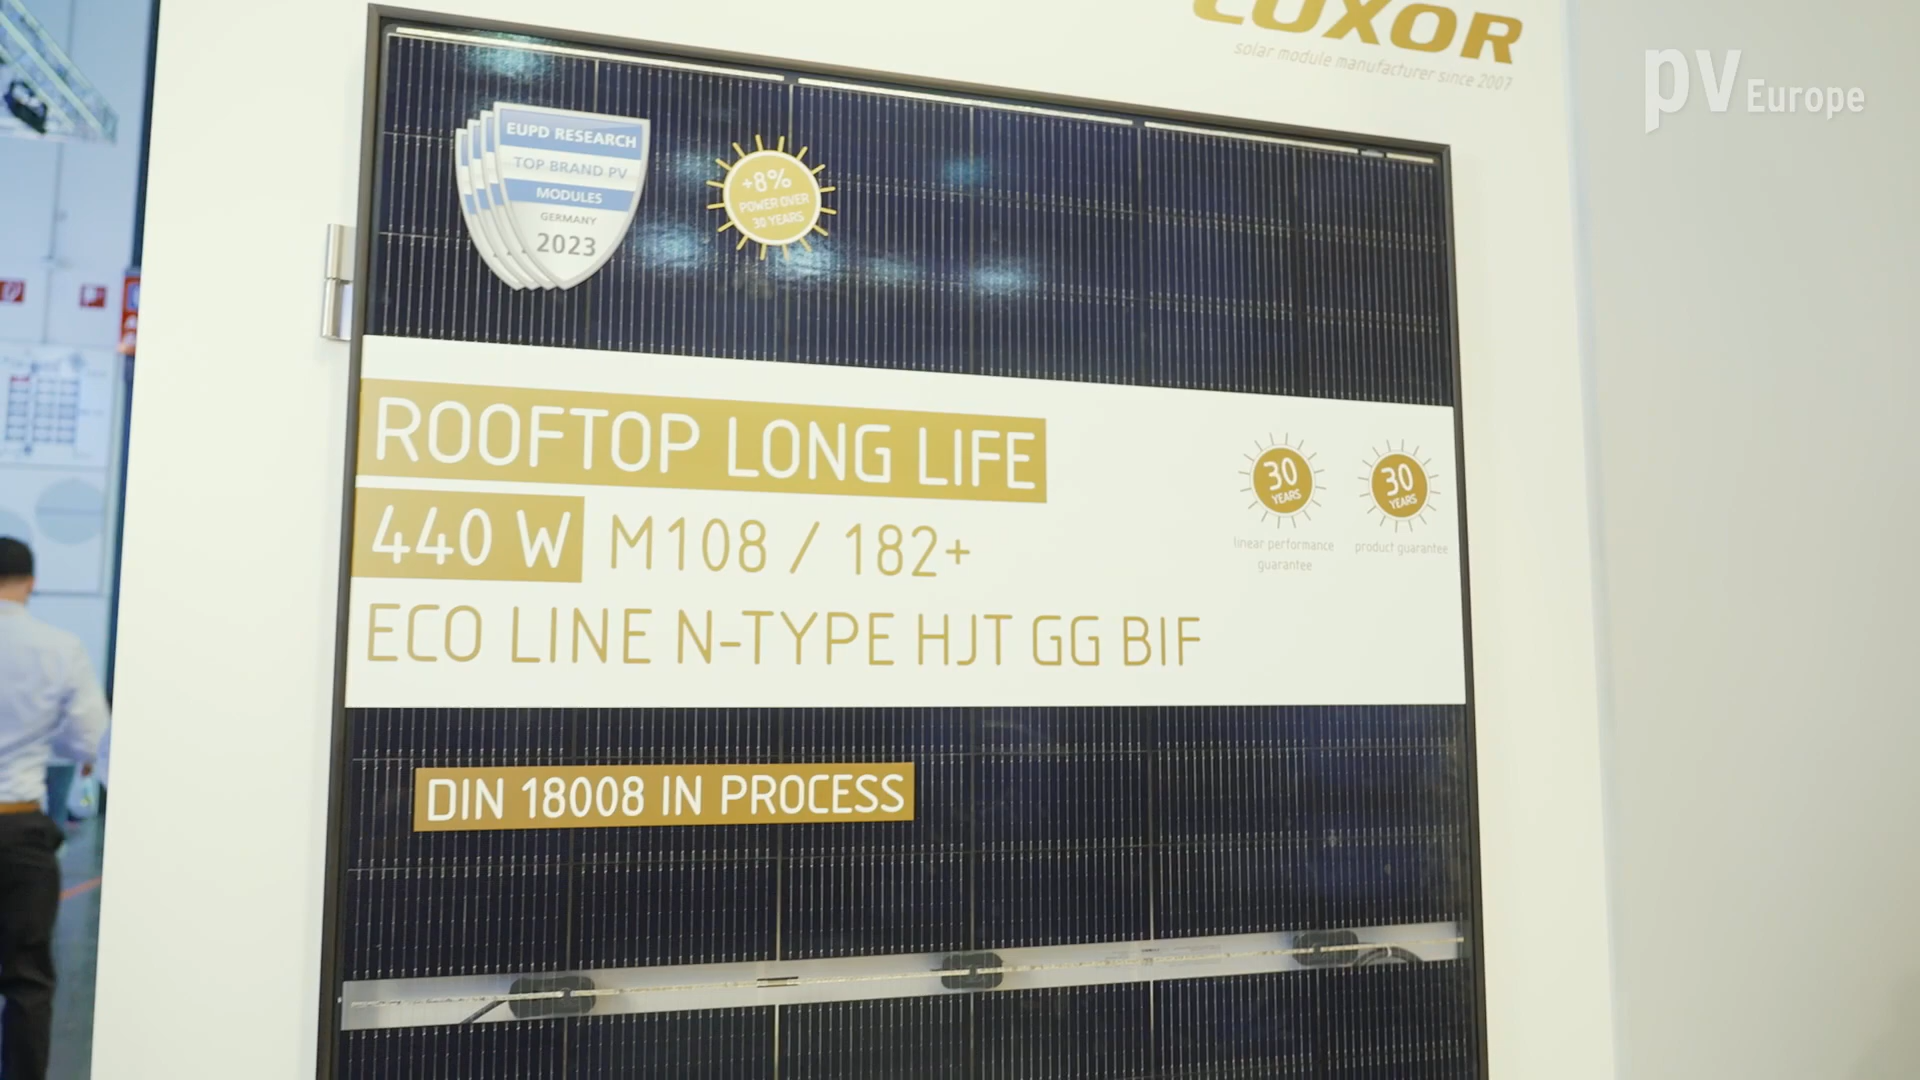 LUXOR
solar module manufacturer since 2007
pv Europe
EUPD RESEARCH
TOP BRAND PV
MODULES
GERMANY
2023
+8%
POWER OVER
30 YEARS
ROOFTOP LONG LIFE
440 W M108 / 182+
ECO LINE N-TYPE HJT GG BIF
30
YEARS
linear performance
guarantee
30
YEARS
product guarantee
DIN 18008 IN PROCESS